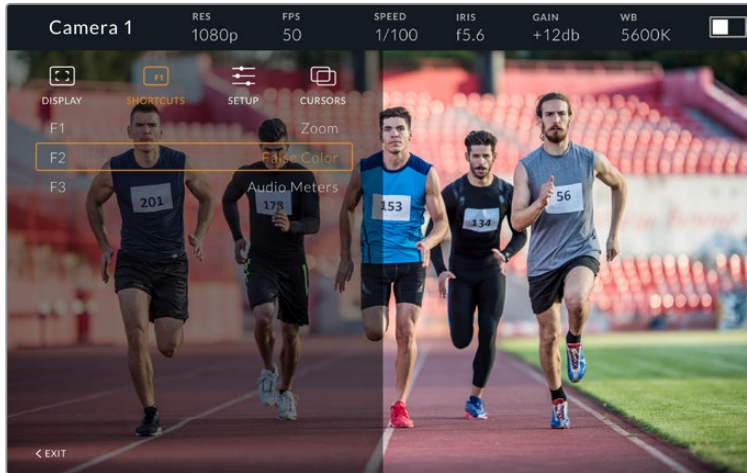 Camera 1
RES FPS SPEED IRIS GAIN WB
1080p 50 1/100 f5.6 +12db 5600K
F1
DISPLAY SHORTCUTS SETUP CURSORS
F1 Zoom
F2 False Color
F3 Audio Meters
201
178
153
134
56
< EXIT